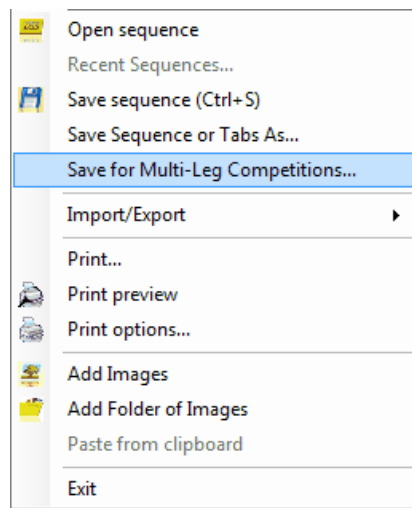 Open sequence
Recent Sequences...
Save sequence (Ctrl+S)
Save Sequence or Tabs As...
Save for Multi-Leg Competitions...
Import/Export
Print...
Print preview
Print options...
Add Images
Add Folder of Images
Paste from clipboard
Exit